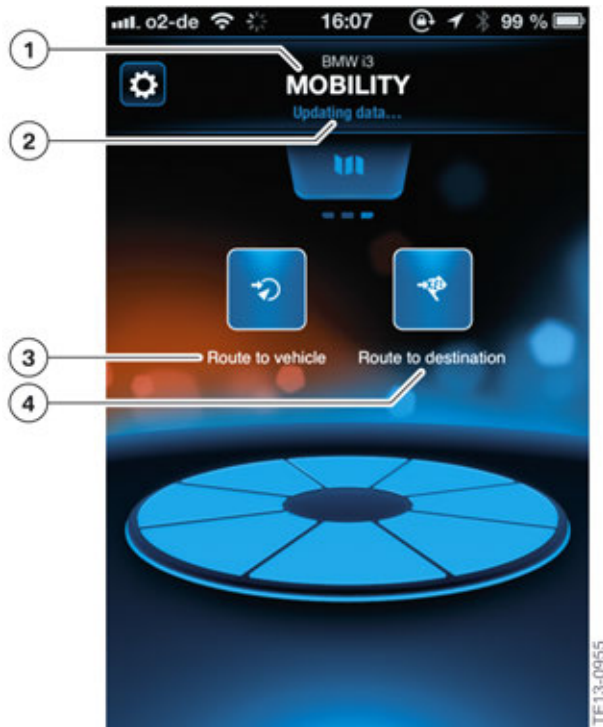 o2-de 16:07 99 %
1
BMW i3
MOBILITY
Updating data...
2
3
Route to vehicle Route to destination
4
TE13-0955